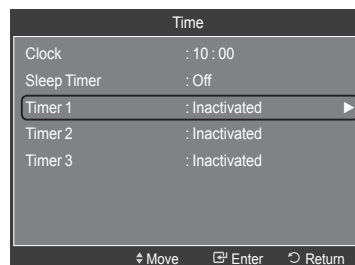 Time
Clock : 10 : 00
Sleep Timer : Off
Timer 1 : Inactivated ►
Timer 2 : Inactivated
Timer 3 : Inactivated
Move Enter Return